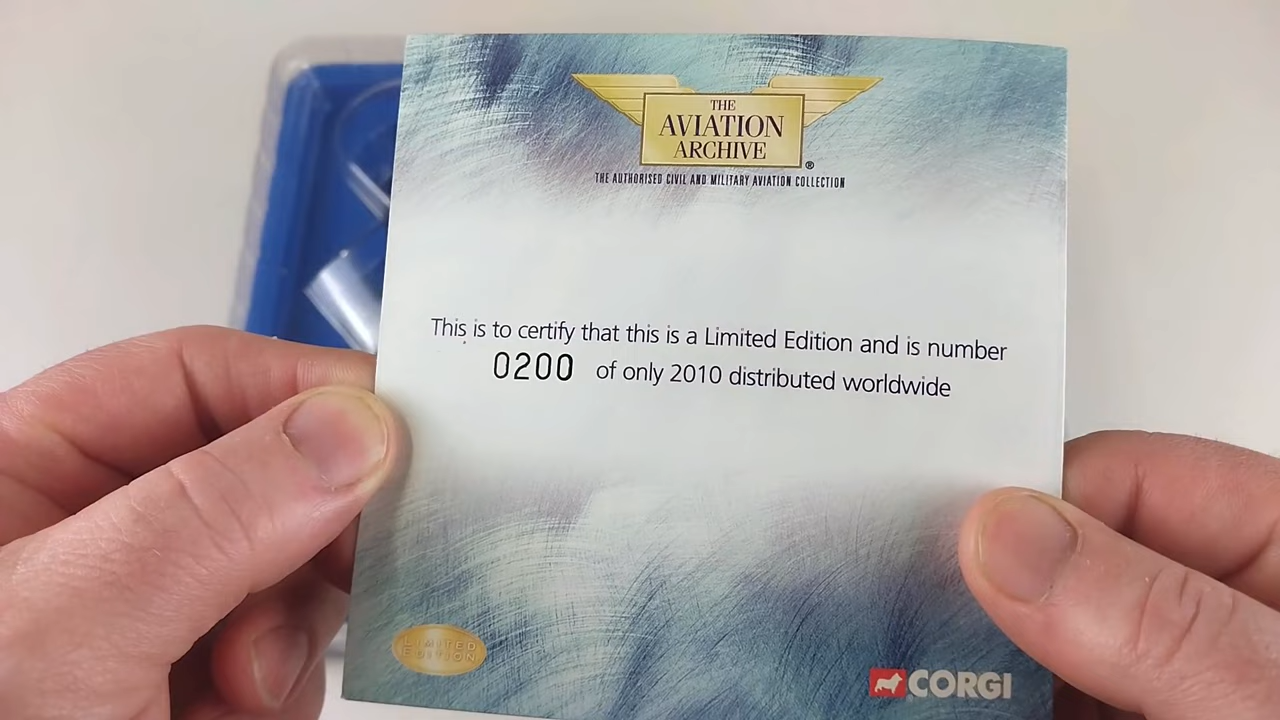 THE
AVIATION
ARCHIVE
®
THE AUTHORISED CIVIL AND MILITARY AVIATION COLLECTION
This is to certify that this is a Limited Edition and is number
0200 of only 2010 distributed worldwide
LIMITED
EDITION
CORGI